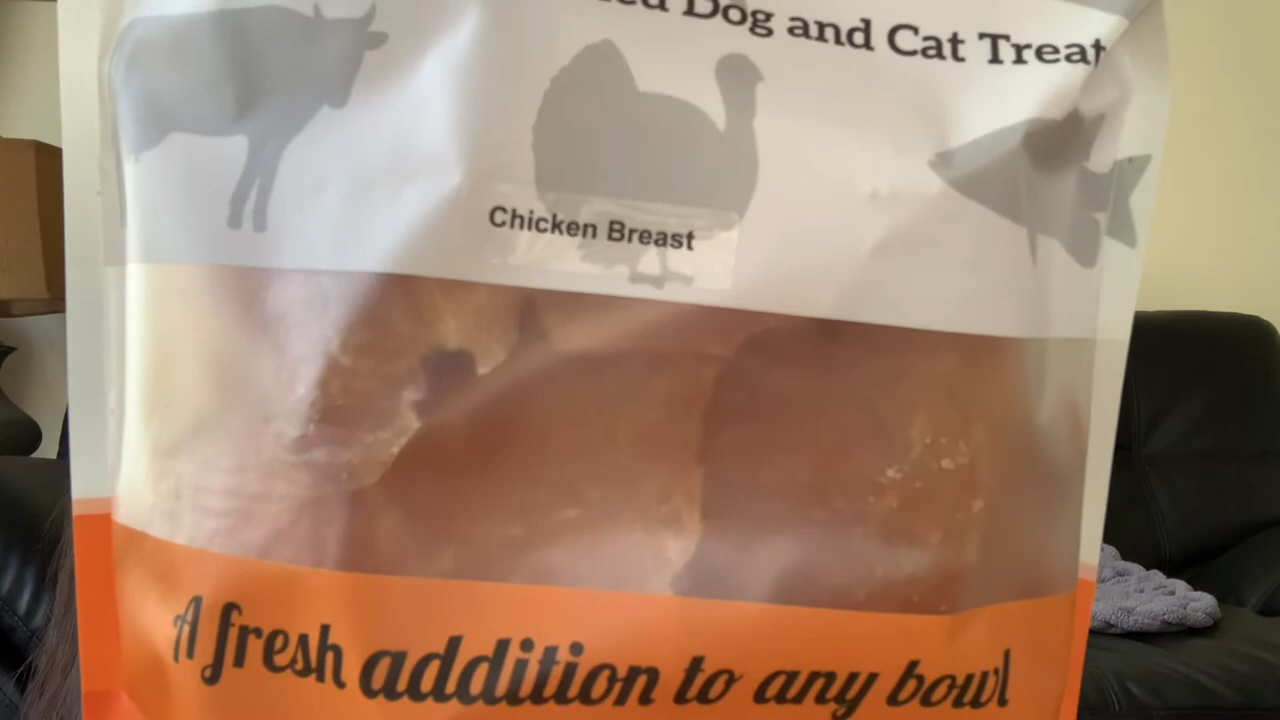 Dog and Cat Treat
Chicken Breast
A fresh addition to any bowl